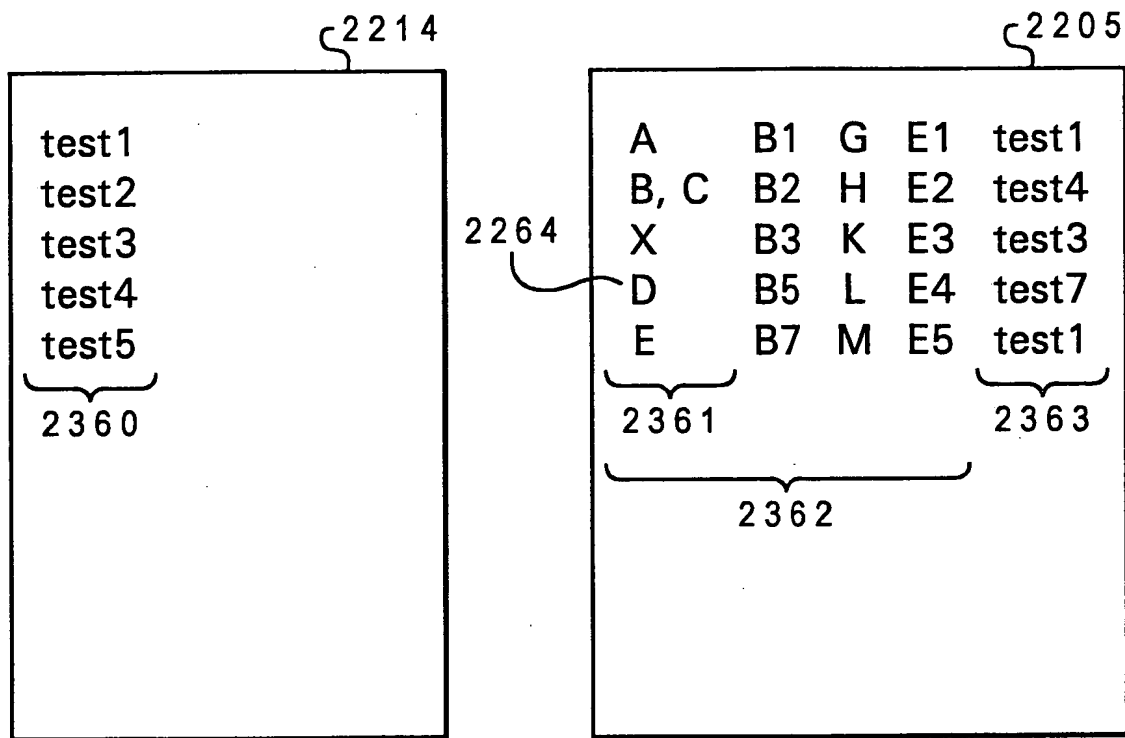 2214
test1
test2
test3
test4
test5
2360
2205
A B1 G E1 test1
B, C B2 H E2 test4
X B3 K E3 test3
D B5 L E4 test7
E B7 M E5 test1
2264
2361
2363
2362